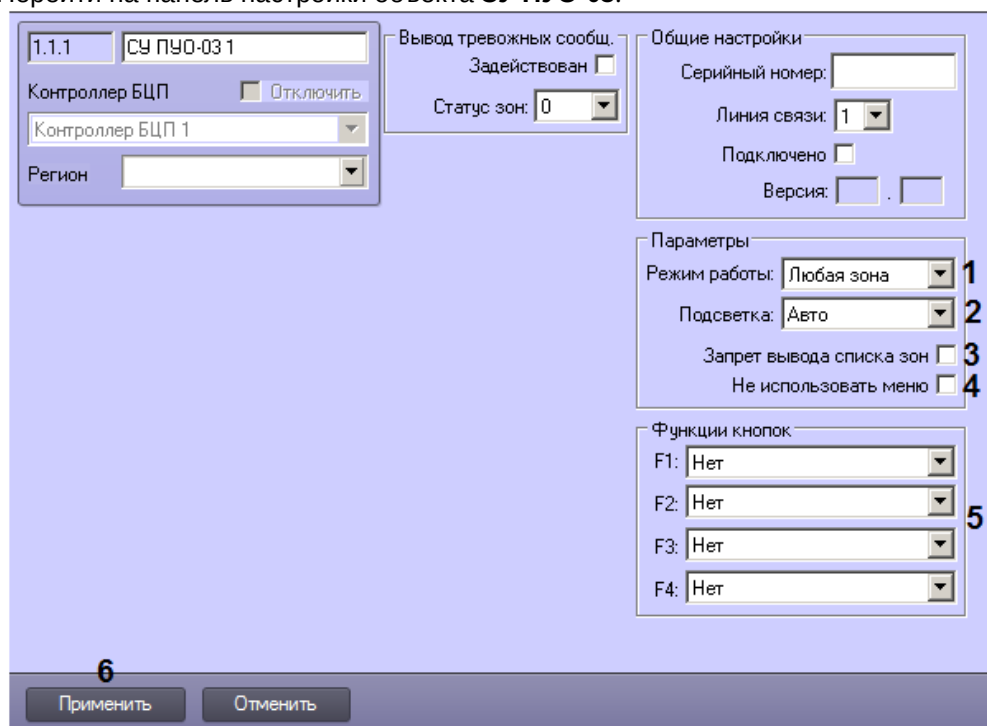 Перейти на панель настройки объекта СУ ПУО-03.
1.1.1 СУ ПУО-03 1
Контроллер БЦП Отключить
Контроллер БЦП 1
Регион
Вывод тревожных сообщ.
Задействован
Статус зон: 0
Общие настройки
Серийный номер:
Линия связи: 1
Подключено
Версия: .
Параметры
Режим работы: Любая зона 1
Подсветка: Авто 2
Запрет вывода списка зон 3
Не использовать меню 4
Функции кнопок
F1: Нет
F2: Нет
5
F3: Нет
F4: Нет
6
Применить Отменить